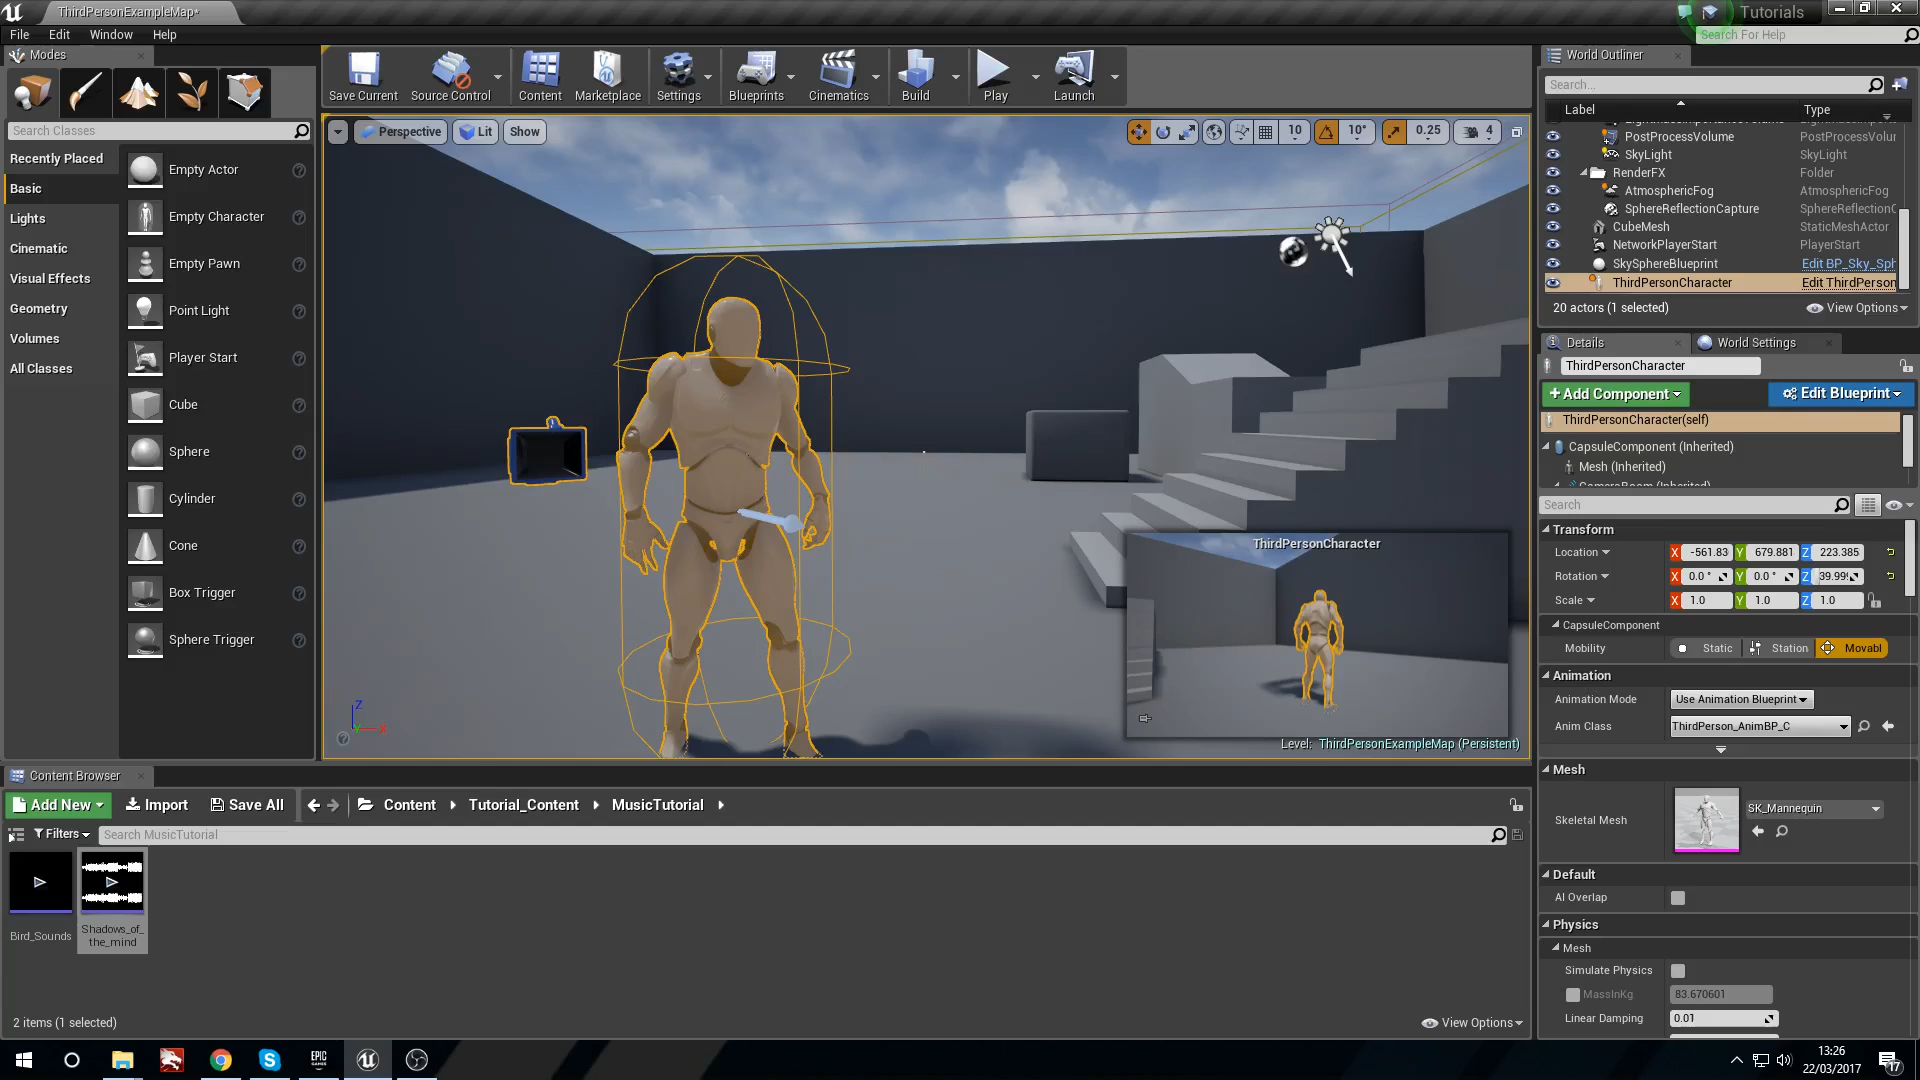 ThirdPersonExampleMap*
Tutorials
File Edit Window Help
Search For Help
Modes
Search Classes
Recently Placed
Basic
Lights
Cinematic
Visual Effects
Geometry
Volumes
All Classes
Empty Actor
Empty Character
Empty Pawn
Point Light
Player Start
Cube
Sphere
Cylinder
Cone
Box Trigger
Sphere Trigger
Save Current
Source Control
Content
Marketplace
Settings
Blueprints
Cinematics
Build
Play
Launch
Perspective Lit Show
10 10° 0.25 4
ThirdPersonCharacter
Level: ThirdPersonExampleMap (Persistent)
Z
X
World Outliner
Search...
Label Type
PostProcessVolume PostProcessVolur
SkyLight SkyLight
RenderFX Folder
AtmosphericFog AtmosphericFog
SphereReflectionCapture SphereReflectionC
CubeMesh StaticMeshActor
NetworkPlayerStart PlayerStart
SkySphereBlueprint Edit BP_Sky_Sph
ThirdPersonCharacter Edit ThirdPerson
20 actors (1 selected) View Options
Details World Settings
ThirdPersonCharacter
+Add Component Edit Blueprint
ThirdPersonCharacter(self)
CapsuleComponent (Inherited)
Mesh (Inherited)
CameraBoom (Inherited)
Search
Transform
Location X -561.83 Y 679.881 Z 223.385
Rotation X 0.0 ° Y 0.0 ° Z 39.99
Scale X 1.0 Y 1.0 Z 1.0
CapsuleComponent
Mobility Static Station Movabl
Animation
Animation Mode Use Animation Blueprint
Anim Class ThirdPerson_AnimBP_C
Mesh
Skeletal Mesh SK_Mannequin
Default
AI Overlap
Physics
Mesh
Simulate Physics
MassInKg 83.670601
Linear Damping 0.01
Content Browser
Add New Import Save All Content Tutorial_Content MusicTutorial
Filters Search MusicTutorial
Bird_Sounds
Shadows_of_
the_mind
2 items (1 selected) View Options
EPIC
GAMES
13:26
22/03/2017
17